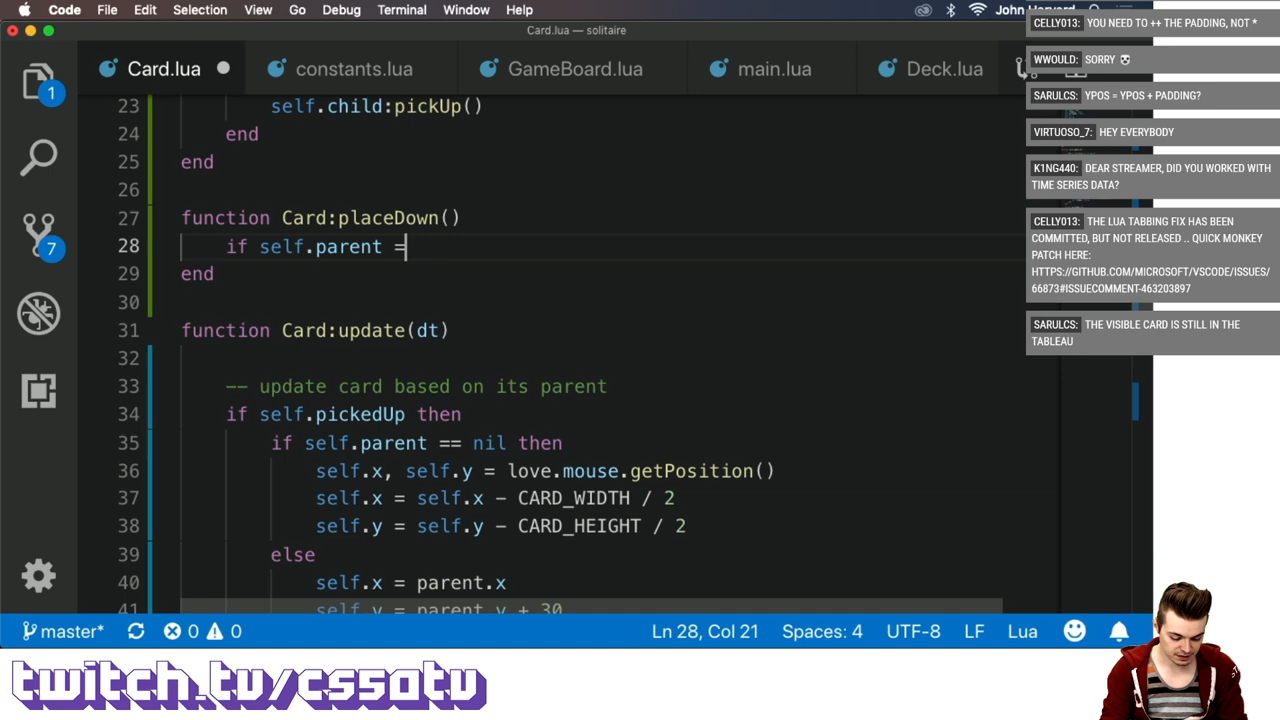 Code File Edit Selection View Go Debug Terminal Window Help
Card.lua — solitaire
Card.lua constants.lua GameBoard.lua main.lua Deck.lua
23 self.child:pickUp()
24 end
25 end
26
27 function Card:placeDown()
28 if self.parent =
29 end
30
31 function Card:update(dt)
32
33 -- update card based on its parent
34 if self.pickedUp then
35 if self.parent == nil then
36 self.x, self.y = love.mouse.getPosition()
37 self.x = self.x - CARD_WIDTH / 2
38 self.y = self.y - CARD_HEIGHT / 2
39 else
40 self.x = parent.x
41 self.y = parent.y + 30
1
7
master* 0 0 Ln 28, Col 21 Spaces: 4 UTF-8 LF Lua
CELLY013: YOU NEED TO ++ THE PADDING, NOT *
WWOULD: SORRY
SARULCS: YPOS = YPOS + PADDING?
VIRTUOSO_7: HEY EVERYBODY
K1NG440: DEAR STREAMER, DID YOU WORKED WITH
TIME SERIES DATA?
CELLY013: THE LUA TABBING FIX HAS BEEN
COMMITTED, BUT NOT RELEASED .. QUICK MONKEY
PATCH HERE:
HTTPS://GITHUB.COM/MICROSOFT/VSCODE/ISSUES/
66873#ISSUECOMMENT-463203897
SARULCS: THE VISIBLE CARD IS STILL IN THE
TABLEAU
twitch.tv/cs50tv